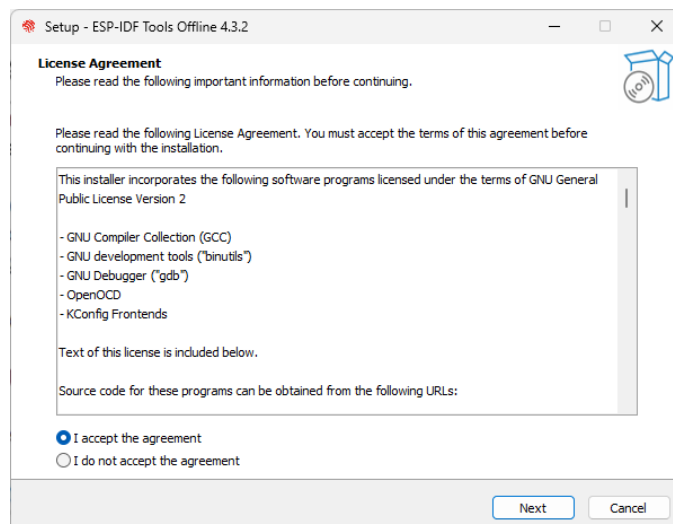 Setup - ESP-IDF Tools Offline 4.3.2
License Agreement
Please read the following important information before continuing.
Please read the following License Agreement. You must accept the terms of this agreement before
continuing with the installation.
This installer incorporates the following software programs licensed under the terms of GNU General
Public License Version 2
- GNU Compiler Collection (GCC)
- GNU development tools ("binutils")
- GNU Debugger ("gdb")
- OpenOCD
- KConfig Frontends
Text of this license is included below.
Source code for these programs can be obtained from the following URLs:
I accept the agreement
I do not accept the agreement
Next
Cancel